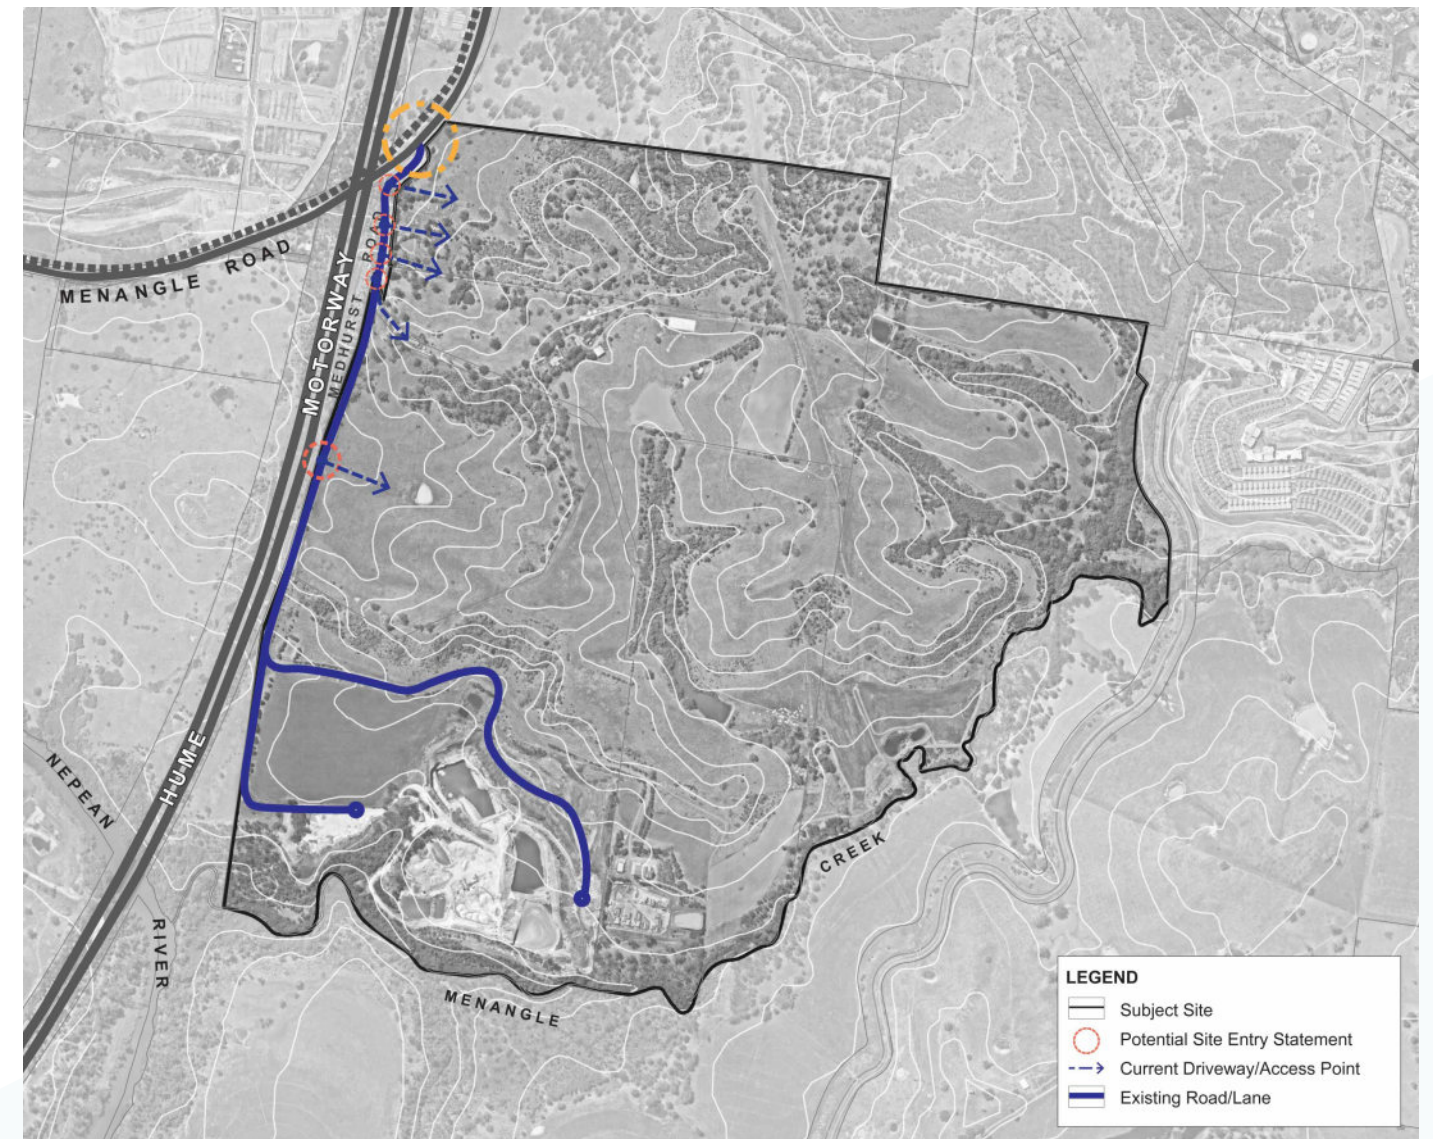 MENANGLE ROAD
MOTORWAY
MEDHURST ROAD
HUME
NEPEAN
RIVER
CREEK
MENANGLE
LEGEND
Subject Site
Potential Site Entry Statement
Current Driveway/Access Point
Existing Road/Lane